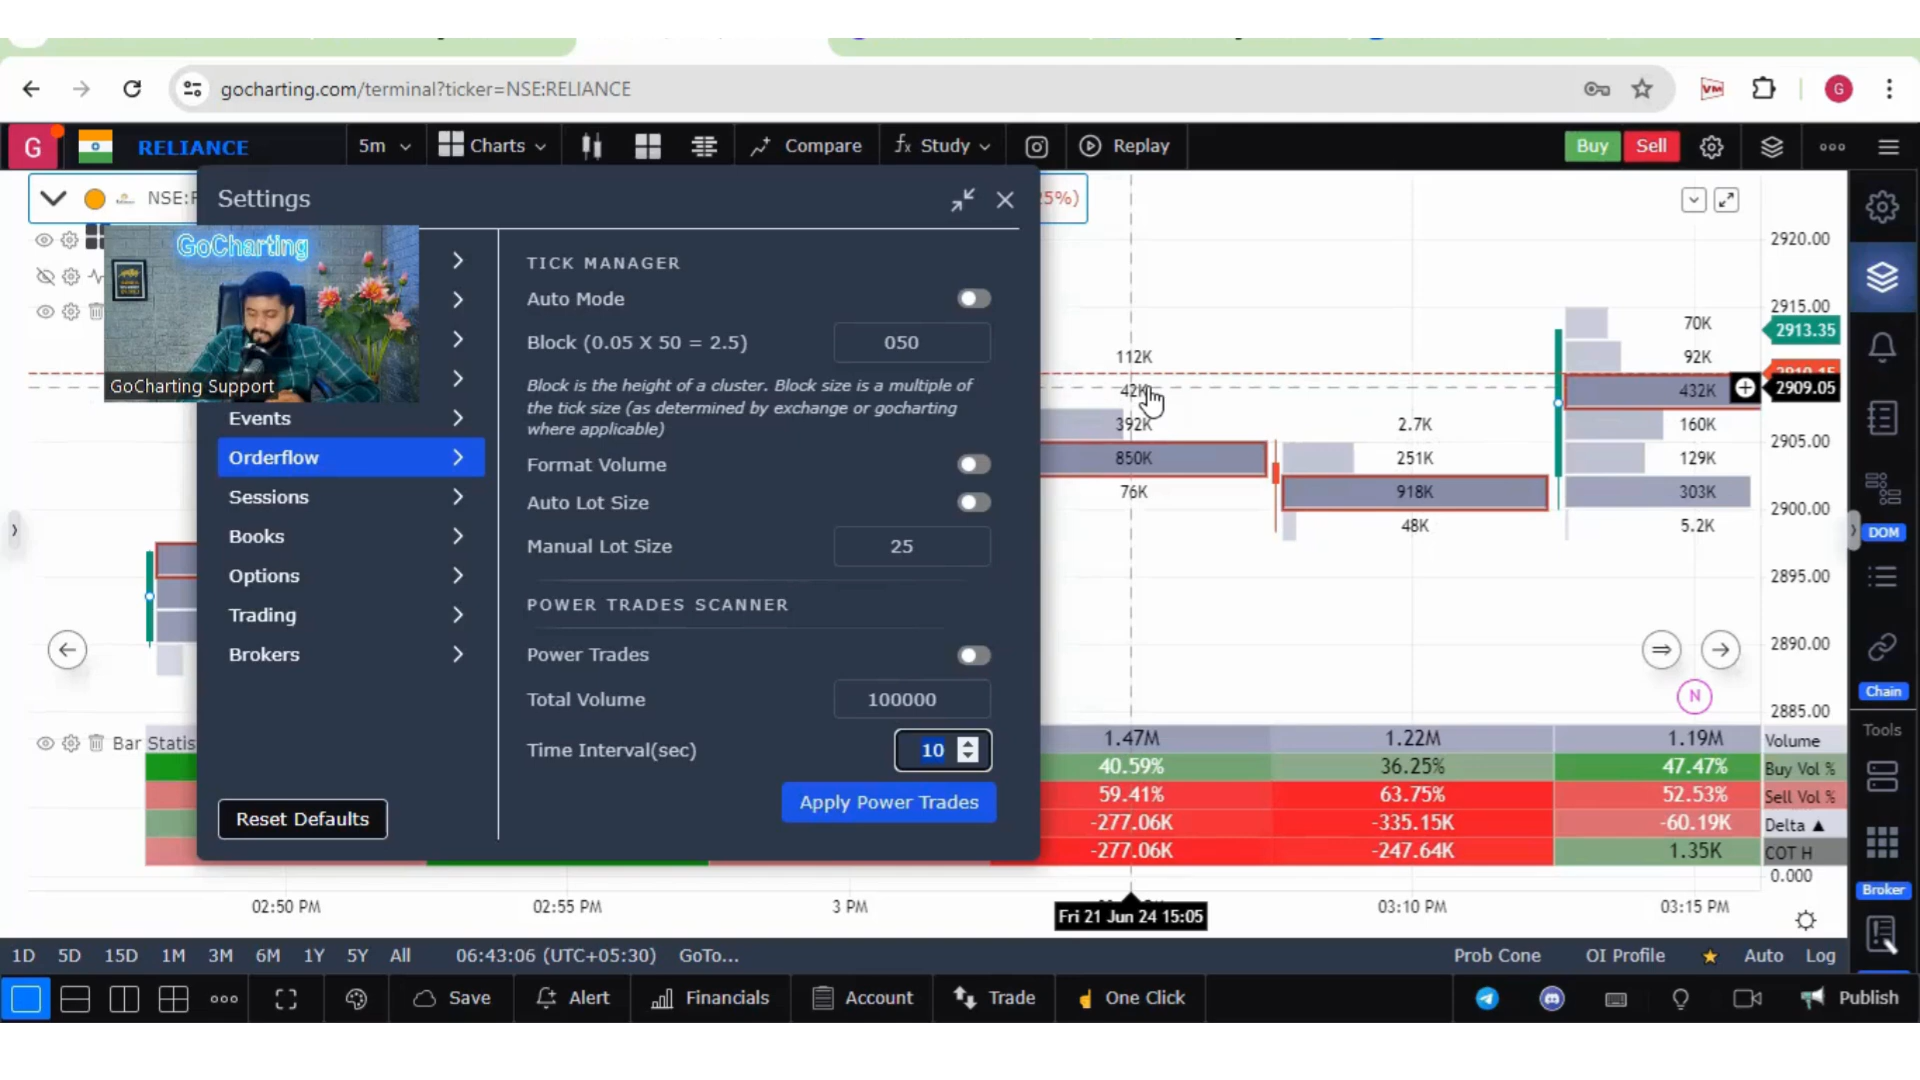 gocharting.com/terminal?ticker=NSE:RELIANCE
VM
G
G
RELIANCE
5m
Charts
Compare
fx Study
Replay
Buy
Sell
NSE:R
Settings
5%)
GoCharting
GoCharting Support
Events
Orderflow
Sessions
Books
Options
Trading
Brokers
Reset Defaults
TICK MANAGER
Auto Mode
Block (0.05 X 50 = 2.5)
050
Block is the height of a cluster. Block size is a multiple of
the tick size (as determined by exchange or gocharting
where applicable)
Format Volume
Auto Lot Size
Manual Lot Size
25
POWER TRADES SCANNER
Power Trades
Total Volume
100000
Time Interval(sec)
10
Apply Power Trades
112K
42K
392K
850K
76K
2.7K
251K
918K
48K
70K
92K
432K
160K
129K
303K
5.2K
2920.00
2915.00
2913.35
2909.05
2905.00
2900.00
2895.00
2890.00
2885.00
0.000
N
DOM
Chain
Tools
Broker
Bar Statis
1.47M 1.22M 1.19M Volume
40.59% 36.25% 47.47% Buy Vol %
59.41% 63.75% 52.53% Sell Vol %
-277.06K -335.15K -60.19K Delta ▲
-277.06K -247.64K 1.35K COT H
02:50 PM 02:55 PM 3 PM Fri 21 Jun 24 15:05 03:10 PM 03:15 PM
1D 5D 15D 1M 3M 6M 1Y 5Y All 06:43:06 (UTC+05:30) GoTo... Prob Cone OI Profile Auto Log
Save Alert Financials Account Trade One Click Publish